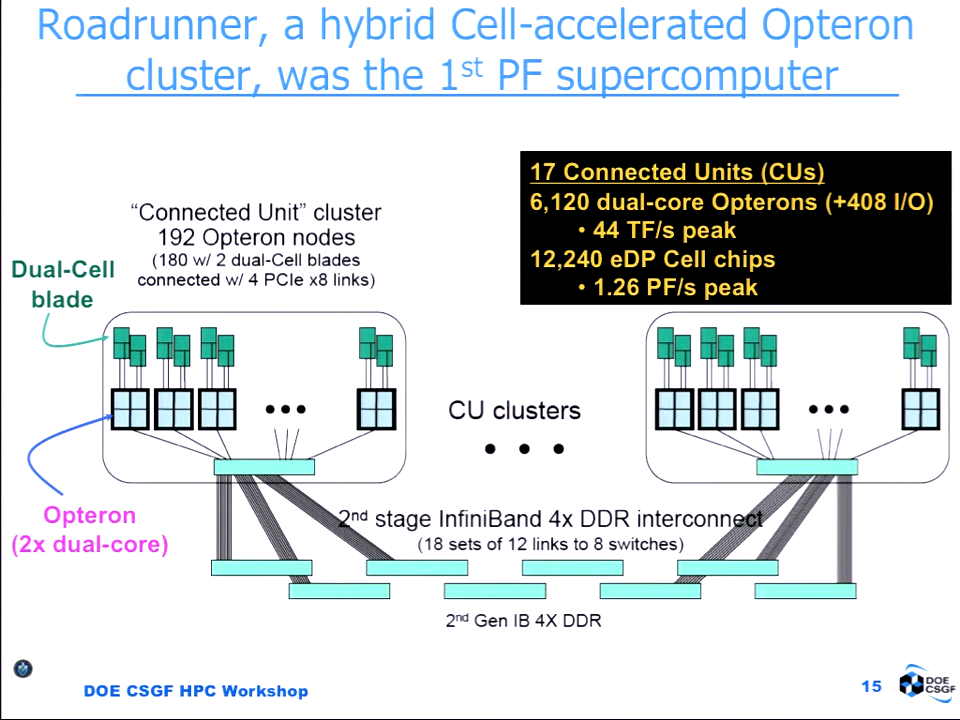 Roadrunner, a hybrid Cell-accelerated Opteron
cluster, was the 1st PF supercomputer
17 Connected Units (CUs)
6,120 dual-core Opterons (+408 I/O)
• 44 TF/s peak
12,240 eDP Cell chips
• 1.26 PF/s peak
“Connected Unit” cluster
192 Opteron nodes
(180 w/ 2 dual-Cell blades
connected w/ 4 PCIe x8 links)
Dual-Cell
blade
CU clusters
Opteron
(2x dual-core)
2nd stage InfiniBand 4x DDR interconnect
(18 sets of 12 links to 8 switches)
2nd Gen IB 4X DDR
DOE CSGF HPC Workshop
15
DOE
CSGF